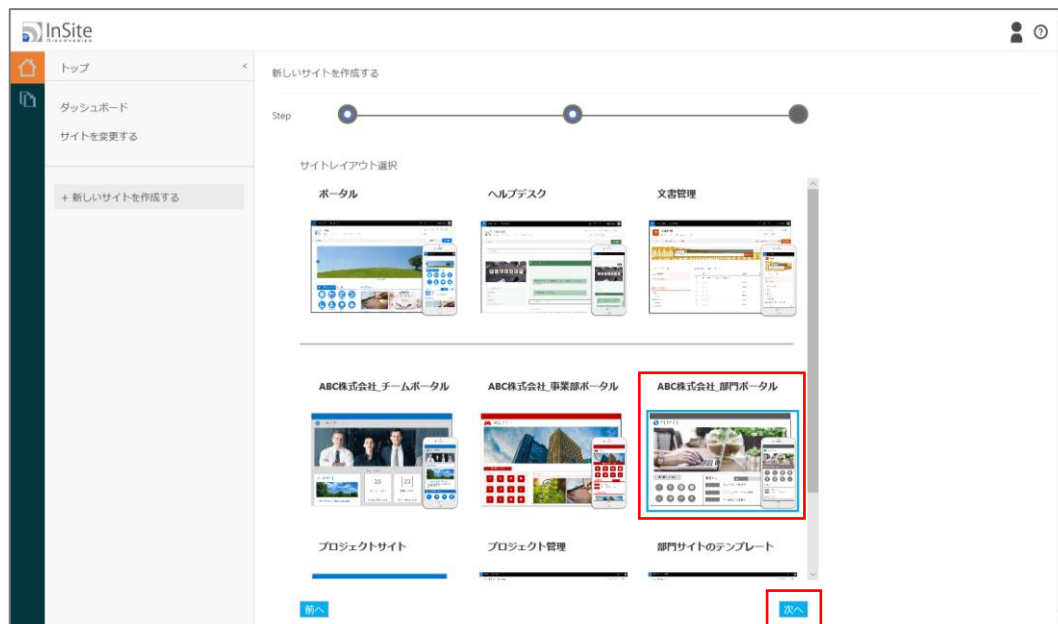 InSite
DISCOVERIES
トップ <
新しいサイトを作成する
ダッシュボード
サイトを変更する
Step
+ 新しいサイトを作成する
サイトレイアウト選択
ポータル ヘルプデスク 文書管理
ABC株式会社_チームポータル ABC株式会社_事業部ポータル ABC株式会社_部門ポータル
25 23
プロジェクトサイト プロジェクト管理 部門サイトのテンプレート
前へ 次へ